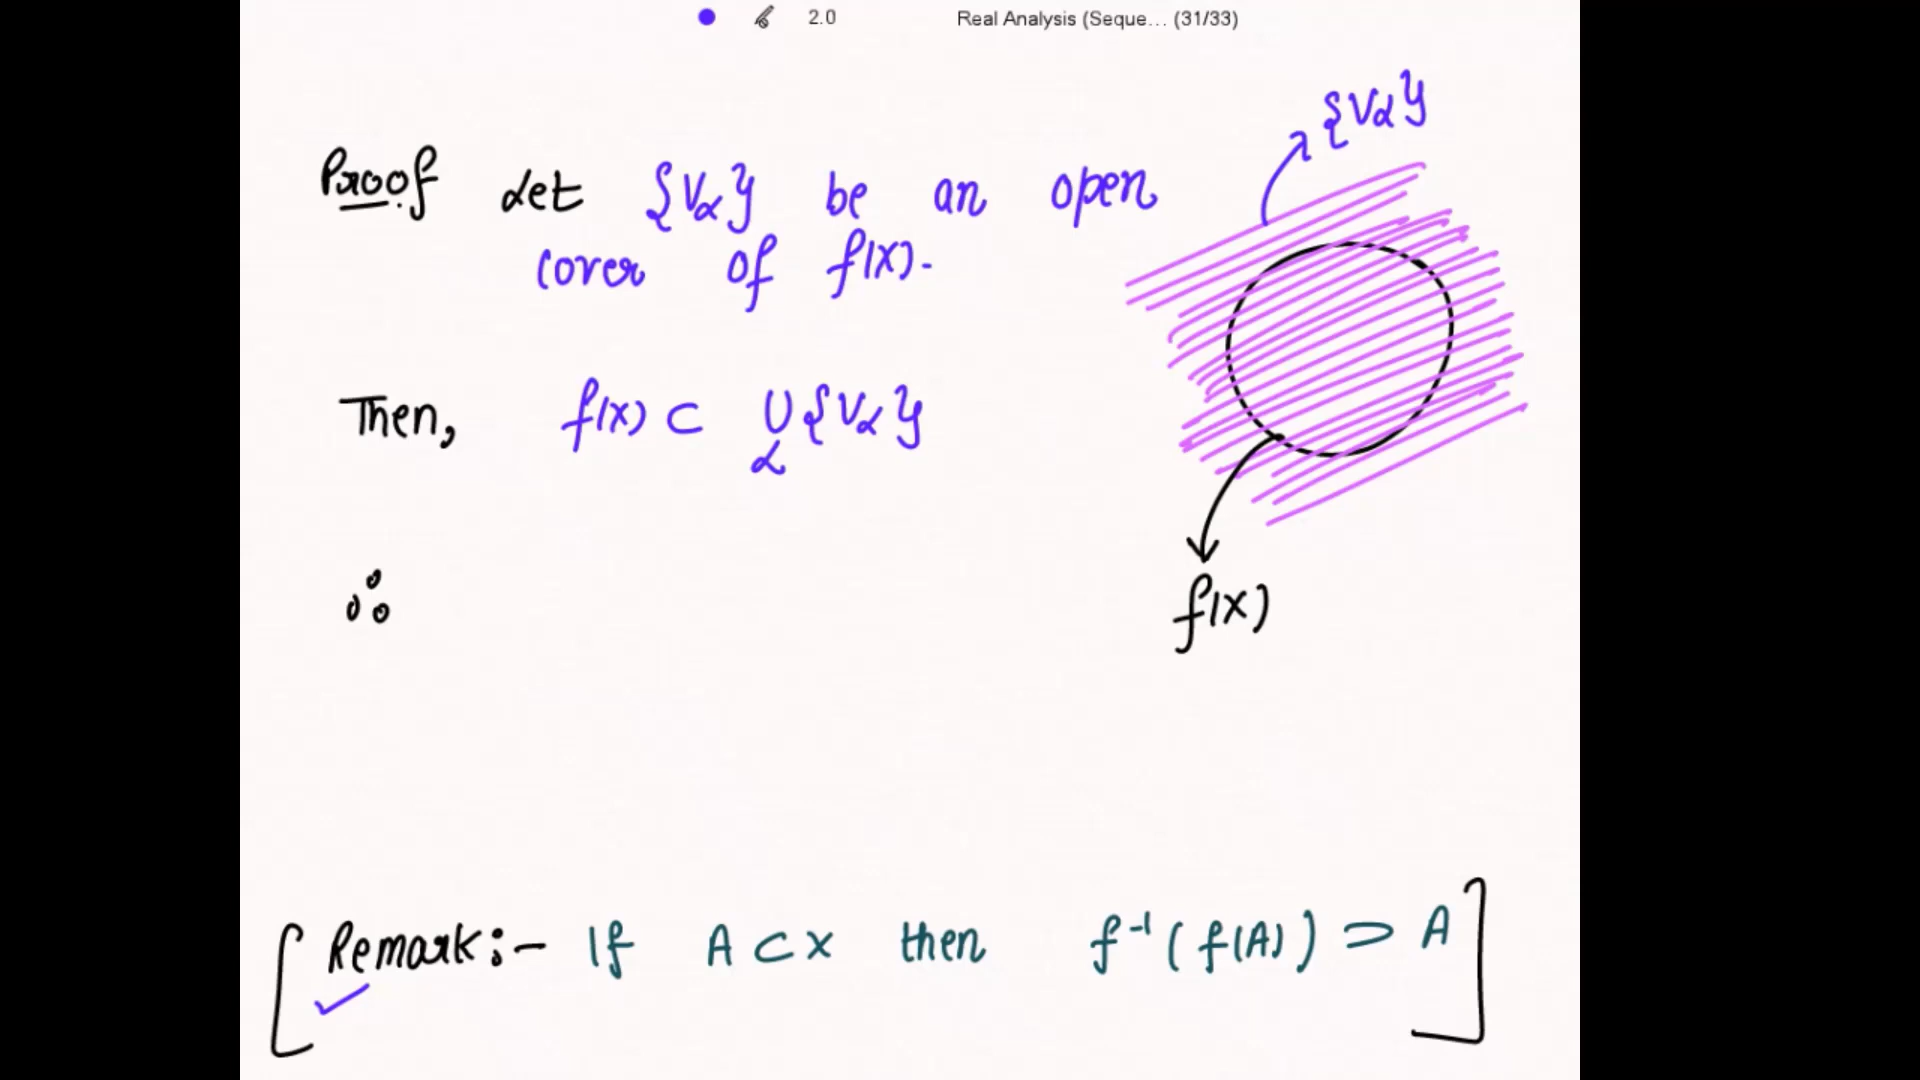 2.0 Real Analysis (Seque... (31/33)
{Vα}
Proof Let {Vα} be an open
cover of f(X).
Then, f(X) ⊂ ∪{Vα}
α
∴
f(X)
[Remark:- If A ⊂ X then f⁻¹(f(A)) ⊃ A]